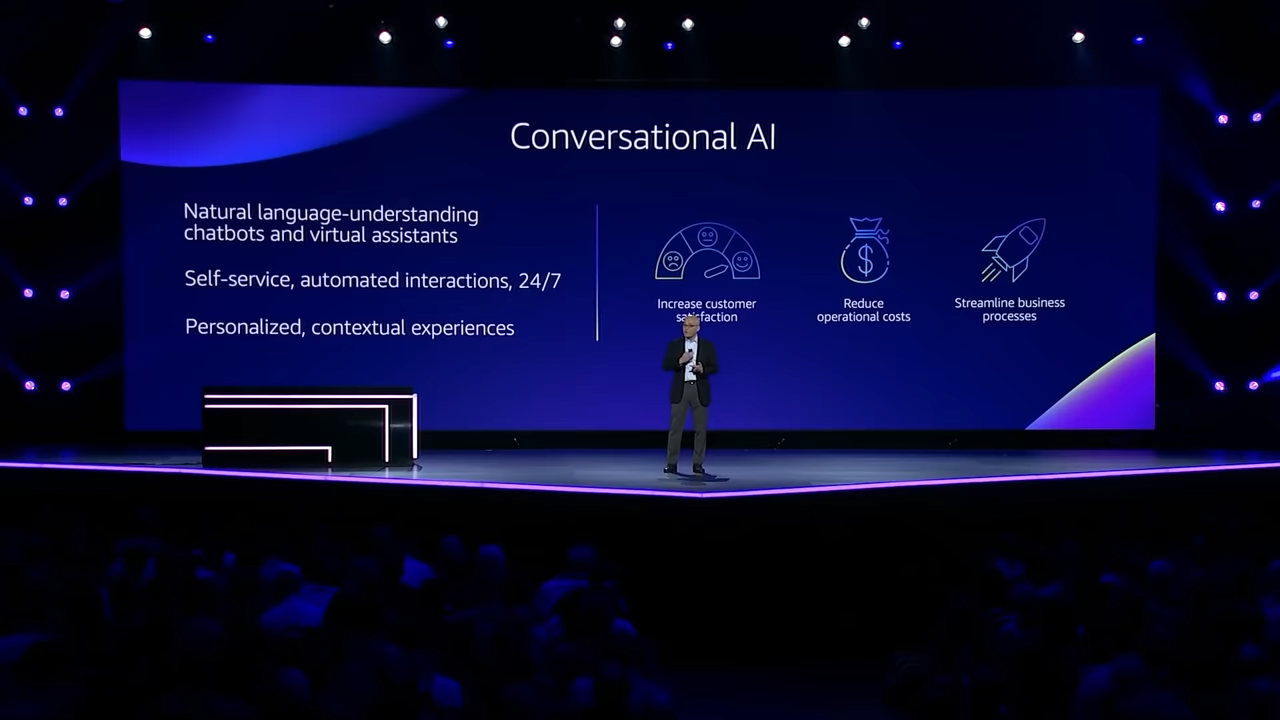 Conversational AI
Natural language-understanding
chatbots and virtual assistants
Self-service, automated interactions, 24/7
Personalized, contextual experiences
Increase customer
satisfaction
$
Reduce
operational costs
Streamline business
processes